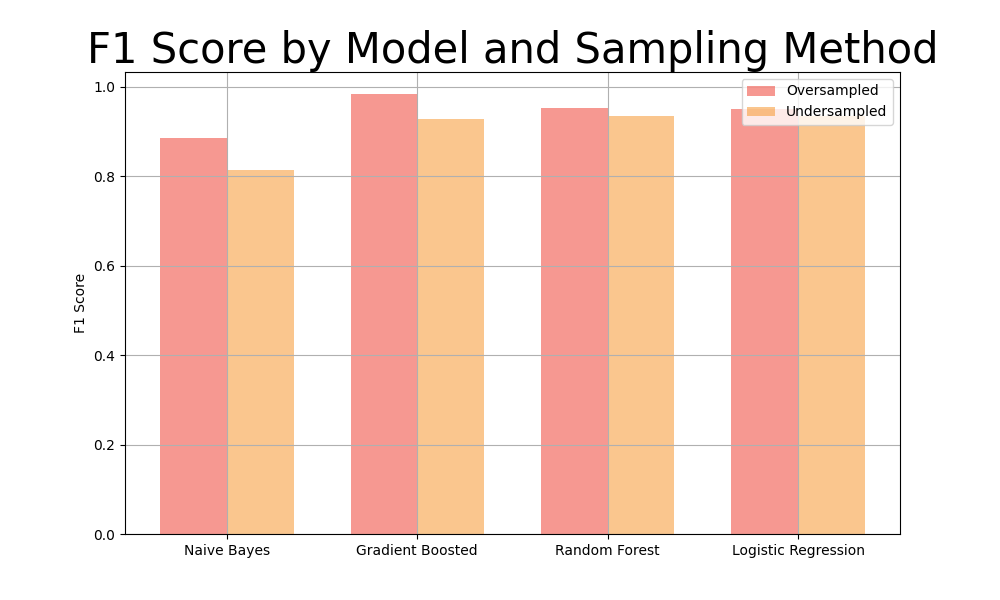 F1 Score by Model and Sampling Method
Oversampled
Undersampled
1.0
0.8
0.6
0.4
0.2
0.0
F1 Score
Naive Bayes
Gradient Boosted
Random Forest
Logistic Regression